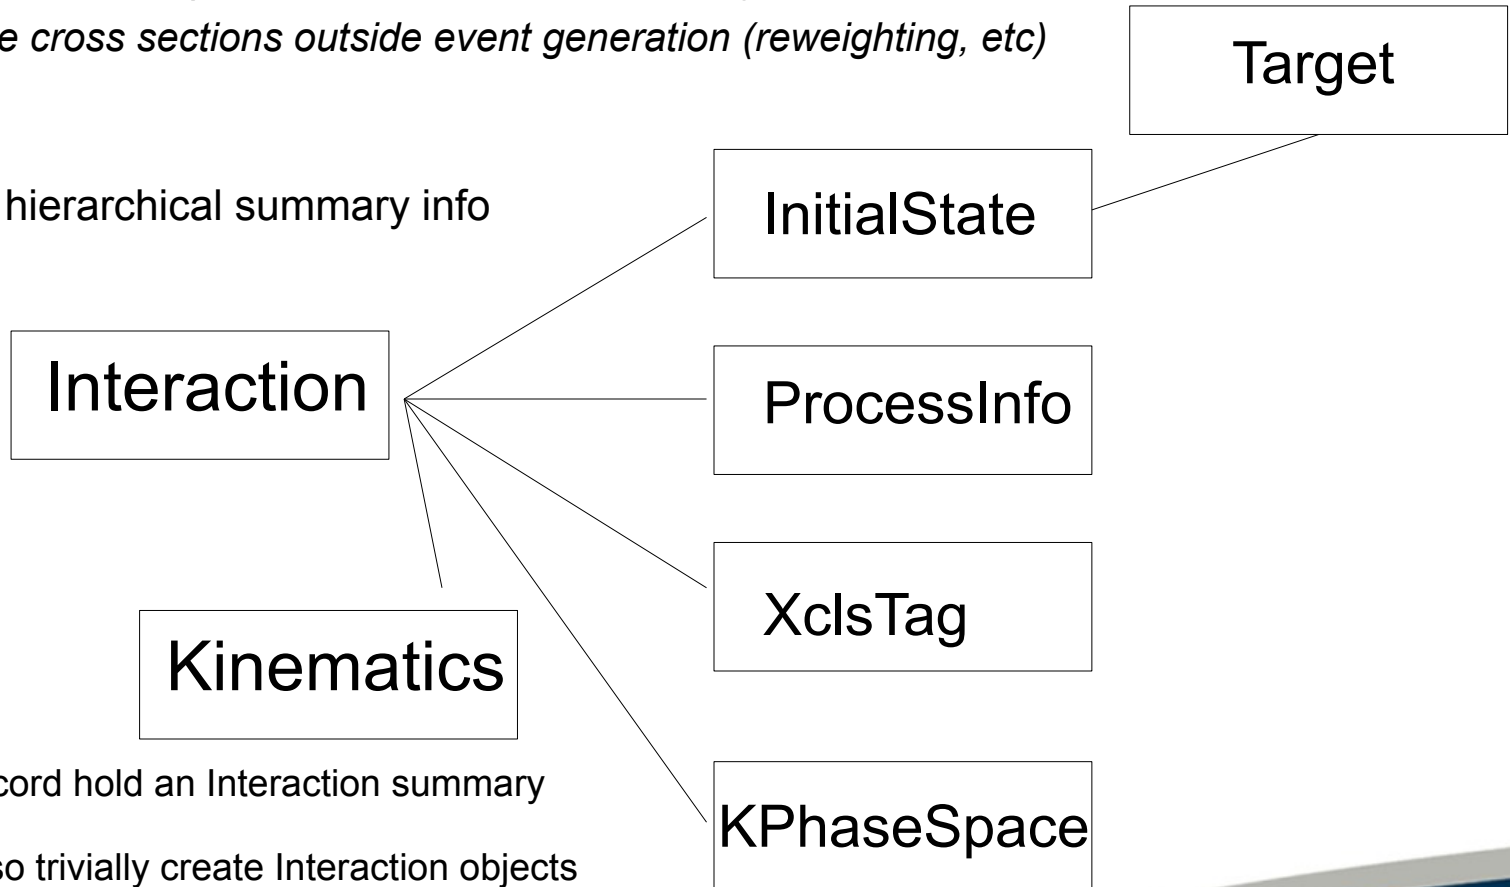 e cross sections outside event generation (reweighting, etc)
Target
hierarchical summary info
InitialState
Interaction
ProcessInfo
XclsTag
Kinematics
cord hold an Interaction summary
KPhaseSpace
so trivially create Interaction objects